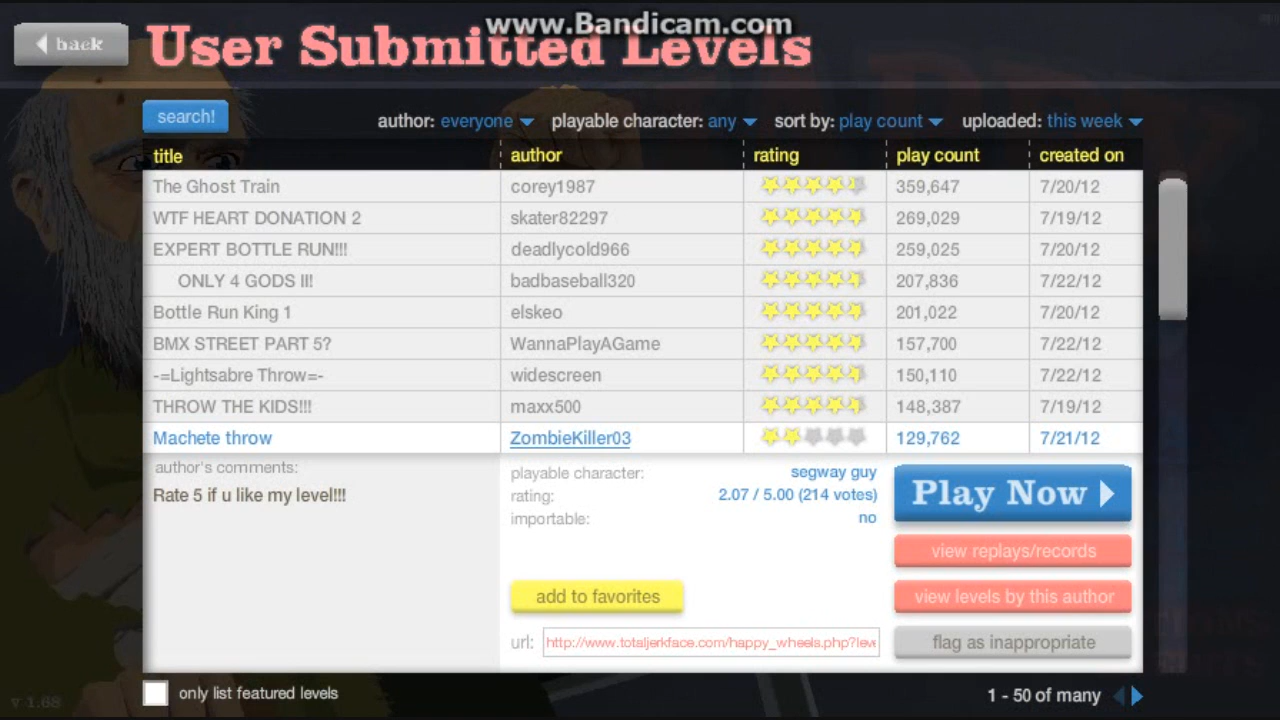 www.Bandicam.com
back
User Submitted Levels
search!
author: everyone playable character: any sort by: play count uploaded: this week
title author rating play count created on
The Ghost Train corey1987 359,647 7/20/12
WTF HEART DONATION 2 skater82297 269,029 7/19/12
EXPERT BOTTLE RUN!!! deadlycold966 259,025 7/20/12
ONLY 4 GODS II! badbaseball320 207,836 7/22/12
Bottle Run King 1 elskeo 201,022 7/20/12
BMX STREET PART 5? WannaPlayAGame 157,700 7/22/12
-=Lightsabre Throw=- widescreen 150,110 7/22/12
THROW THE KIDS!!! maxx500 148,387 7/19/12
Machete throw ZombieKiller03 129,762 7/21/12
author's comments:
Rate 5 if u like my level!!!
playable character: segway guy
rating: 2.07 / 5.00 (214 votes)
importable: no
Play Now
view replays/records
add to favorites
view levels by this author
url: http://www.totaljerkface.com/happy_wheels.php?leve
flag as inappropriate
only list featured levels
1 - 50 of many
v 1.68